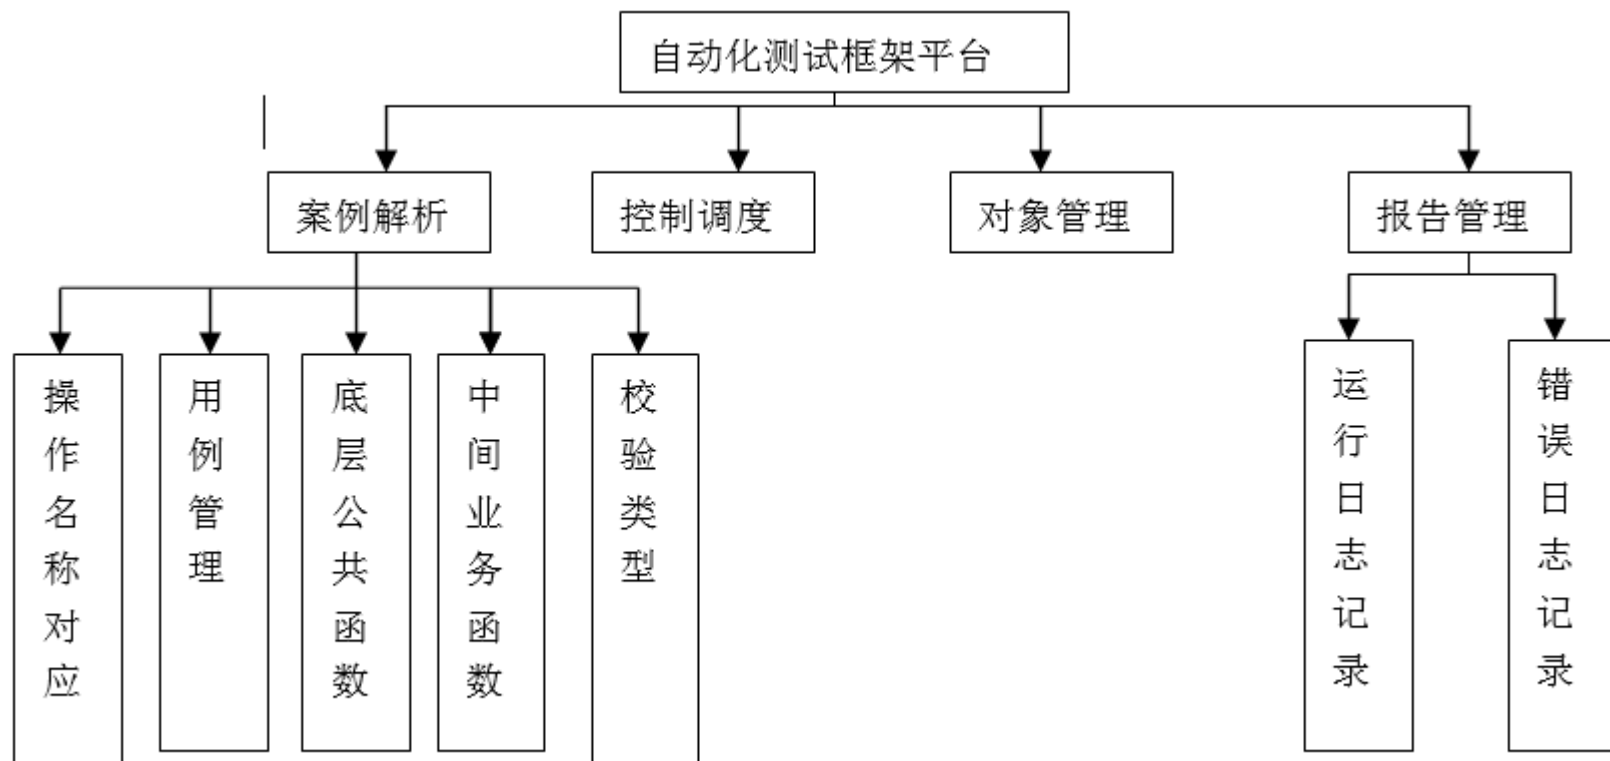 自动化测试框架平台
案例解析
控制调度
对象管理
报告管理
操作名称对应
用例管理
底层公共函数
中间业务函数
校验类型
运行日志记录
错误日志记录